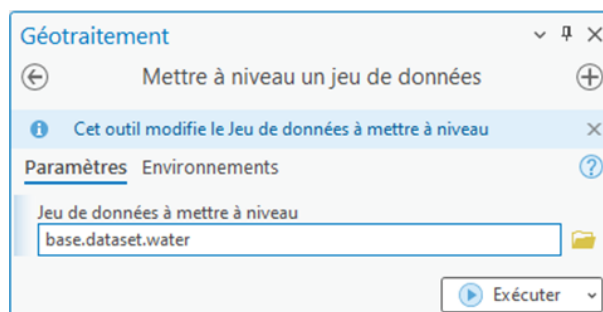 Géotraitement
Mettre à niveau un jeu de données
Cet outil modifie le Jeu de données à mettre à niveau
Paramètres Environnements
Jeu de données à mettre à niveau
base.dataset.water
Exécuter